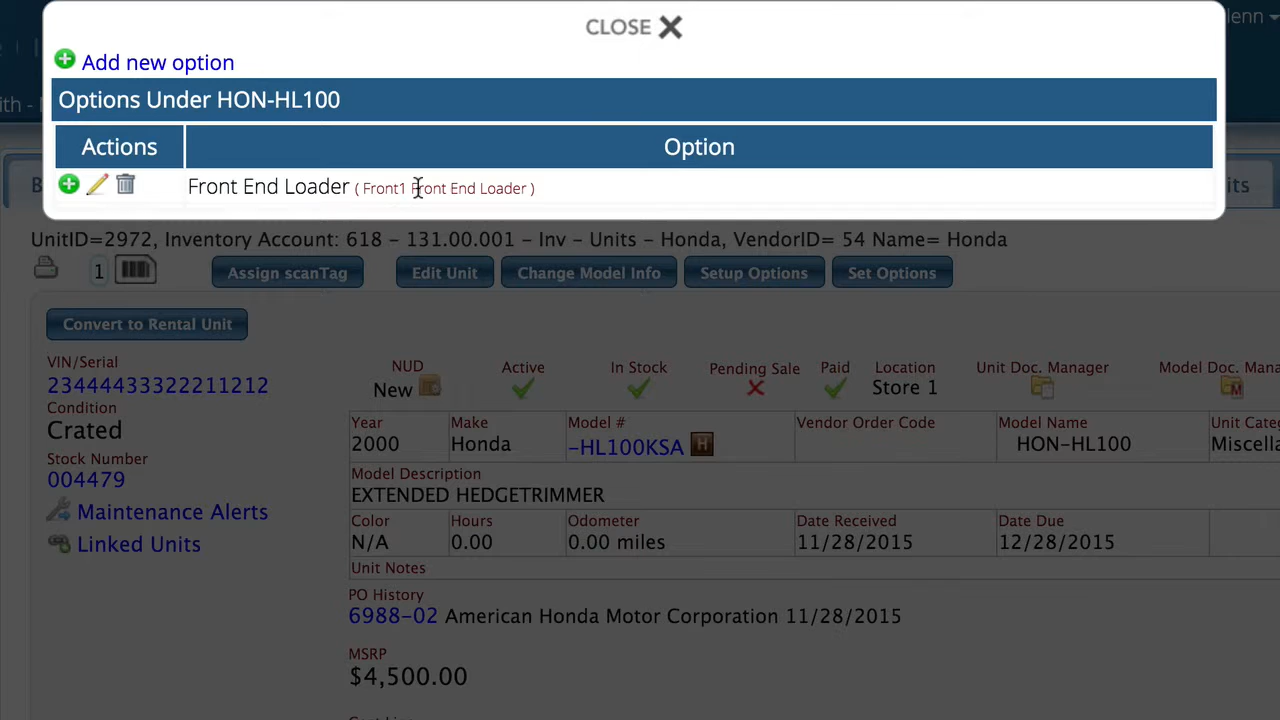 CLOSE
Add new option
Options Under HON-HL100
Actions Option
Front End Loader ( Front1 Front End Loader )
UnitID=2972, Inventory Account: 618 - 131.00.001 - Inv - Units - Honda, VendorID= 54 Name= Honda
1 Assign scanTag Edit Unit Change Model Info Setup Options Set Options
Convert to Rental Unit
VIN/Serial
23444433322211212
Condition
Crated
Stock Number
004479
Maintenance Alerts
Linked Units
NUD Active In Stock Pending Sale Paid Location Unit Doc. Manager Model Doc. Mana
New Store 1
Year Make Model # Vendor Order Code Model Name Unit Cate
2000 Honda -HL100KSA H HON-HL100 Miscella
Model Description
EXTENDED HEDGETRIMMER
Color Hours Odometer Date Received Date Due
N/A 0.00 0.00 miles 11/28/2015 12/28/2015
Unit Notes
PO History
6988-02 American Honda Motor Corporation 11/28/2015
MSRP
$4,500.00